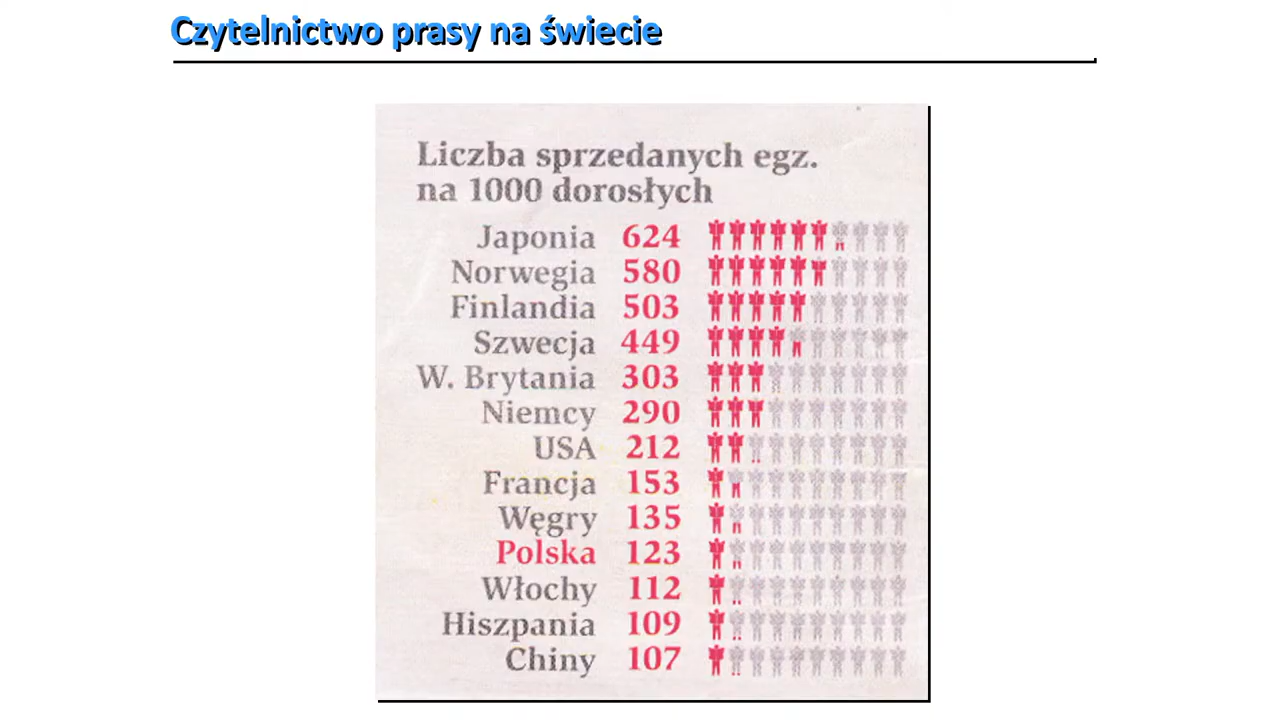 Czytelnictwo prasy na świecie
Liczba sprzedanych egz.
na 1000 dorosłych
Japonia 624
Norwegia 580
Finlandia 503
Szwecja 449
W. Brytania 303
Niemcy 290
USA 212
Francja 153
Węgry 135
Polska 123
Włochy 112
Hiszpania 109
Chiny 107